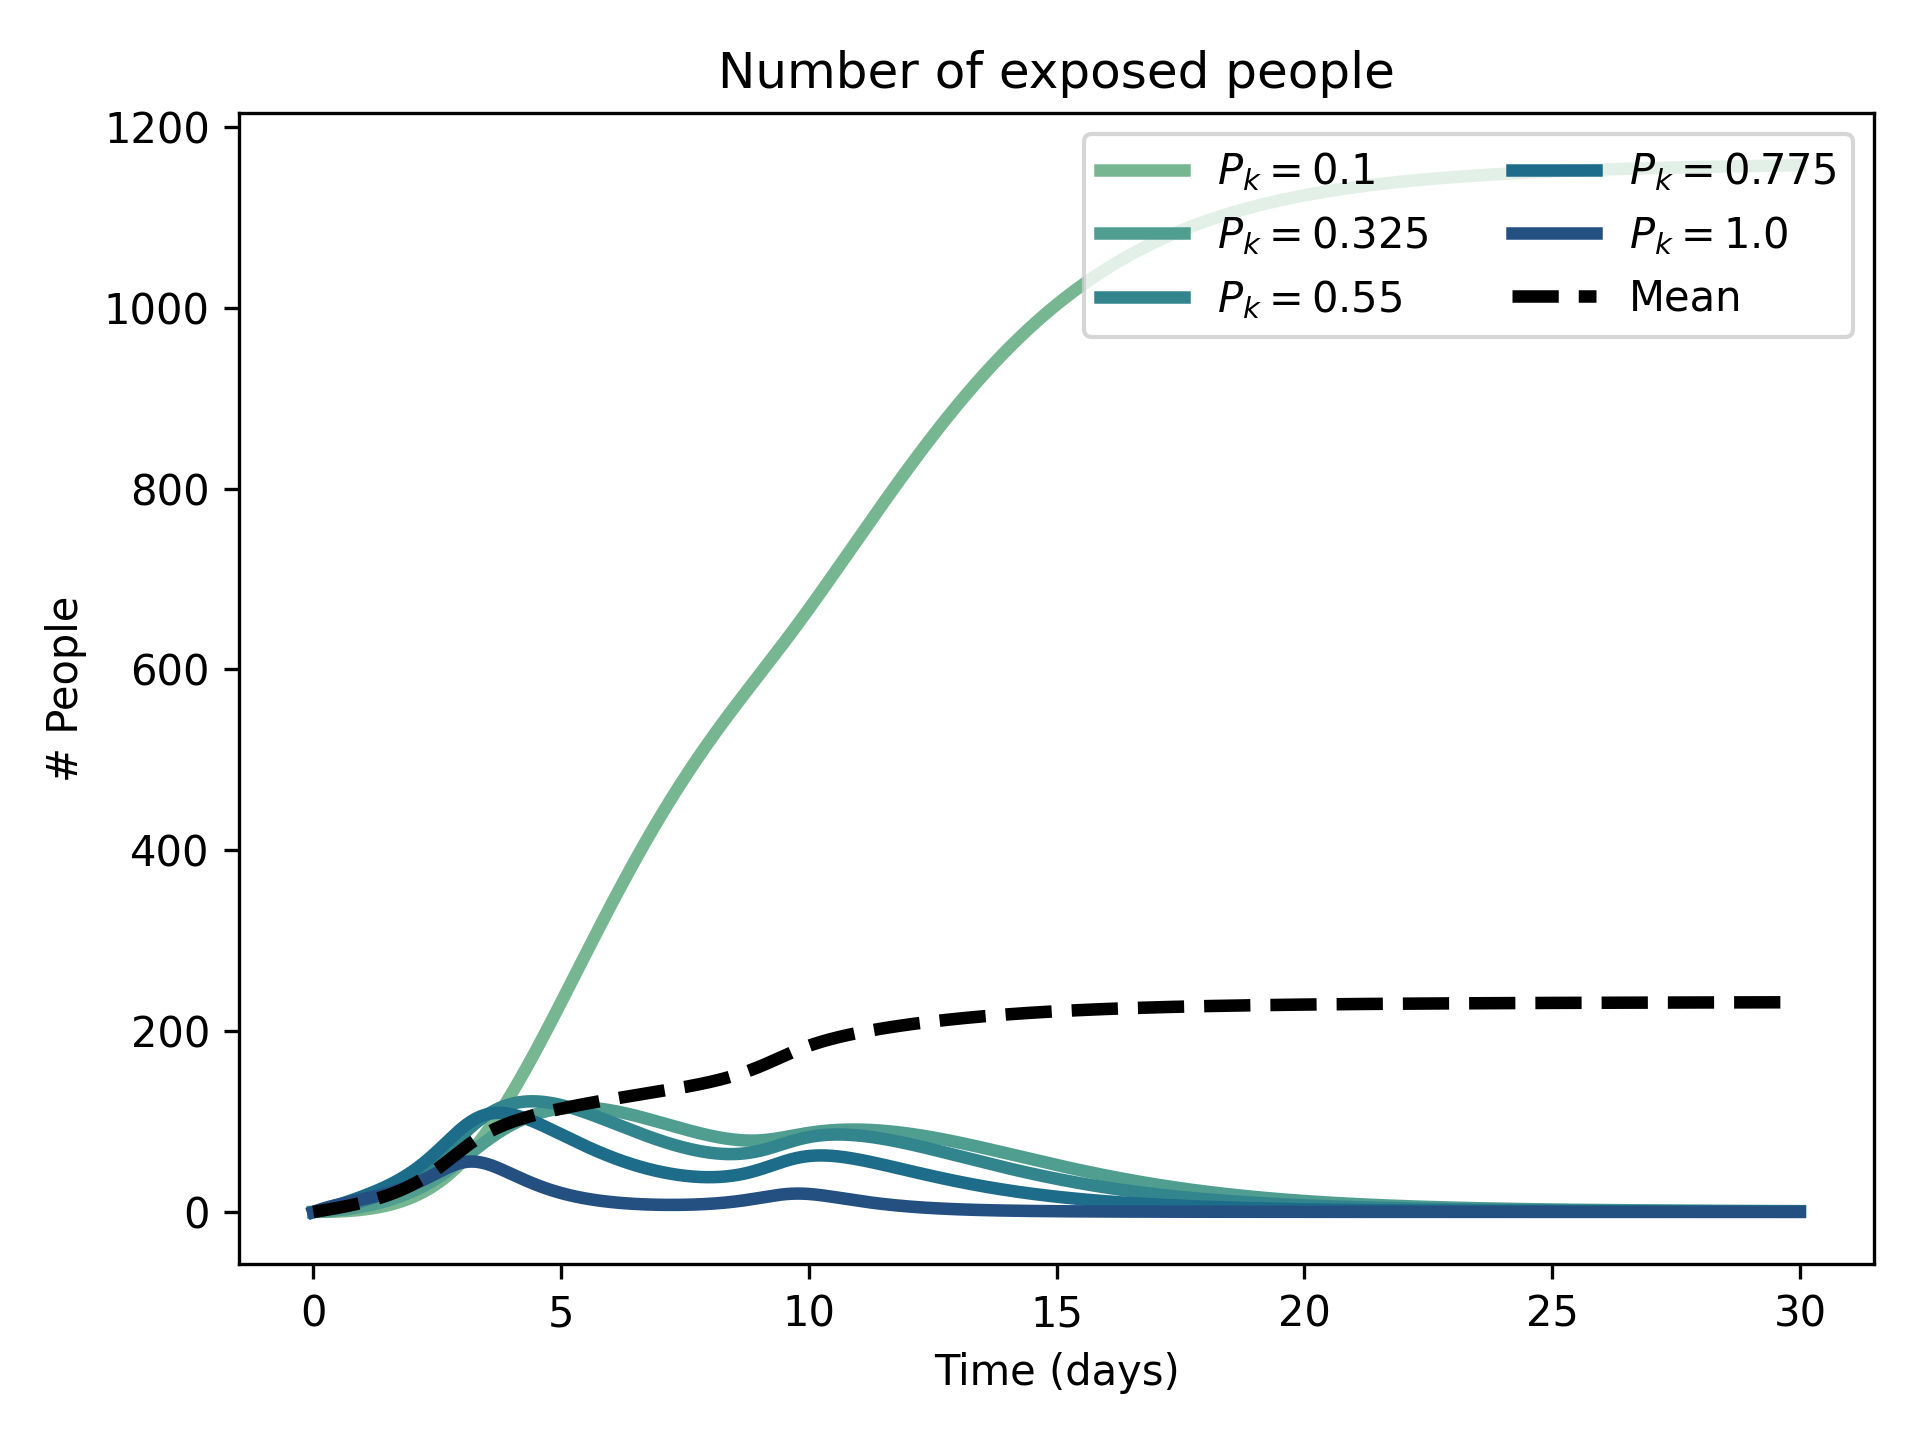 Number of exposed people
1200
1000
800
600
400
200
0
# People
P_k = 0.1
P_k = 0.325
P_k = 0.55
P_k = 0.775
P_k = 1.0
Mean
0 5 10 15 20 25 30
Time (days)